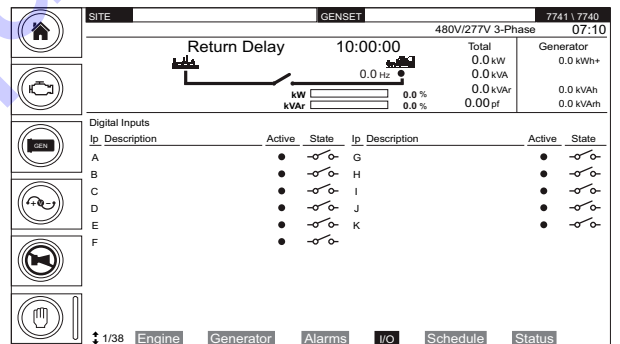 SITE GENSET 7741 \ 7740
480V/277V 3-Phase 07:10
Return Delay 10:00:00 Total Generator
0.0 kW 0.0 kWh+
0.0 Hz 0.0 kVA
kW 0.0 % 0.0 kVAr 0.0 kVAh
kVAr 0.0 % 0.00 pf 0.0 kVArh
Digital Inputs
Ip Description Active State Ip Description Active State
A G
B H
C I
D J
E K
F
GEN
1/38 Engine Generator Alarms I/O Schedule Status